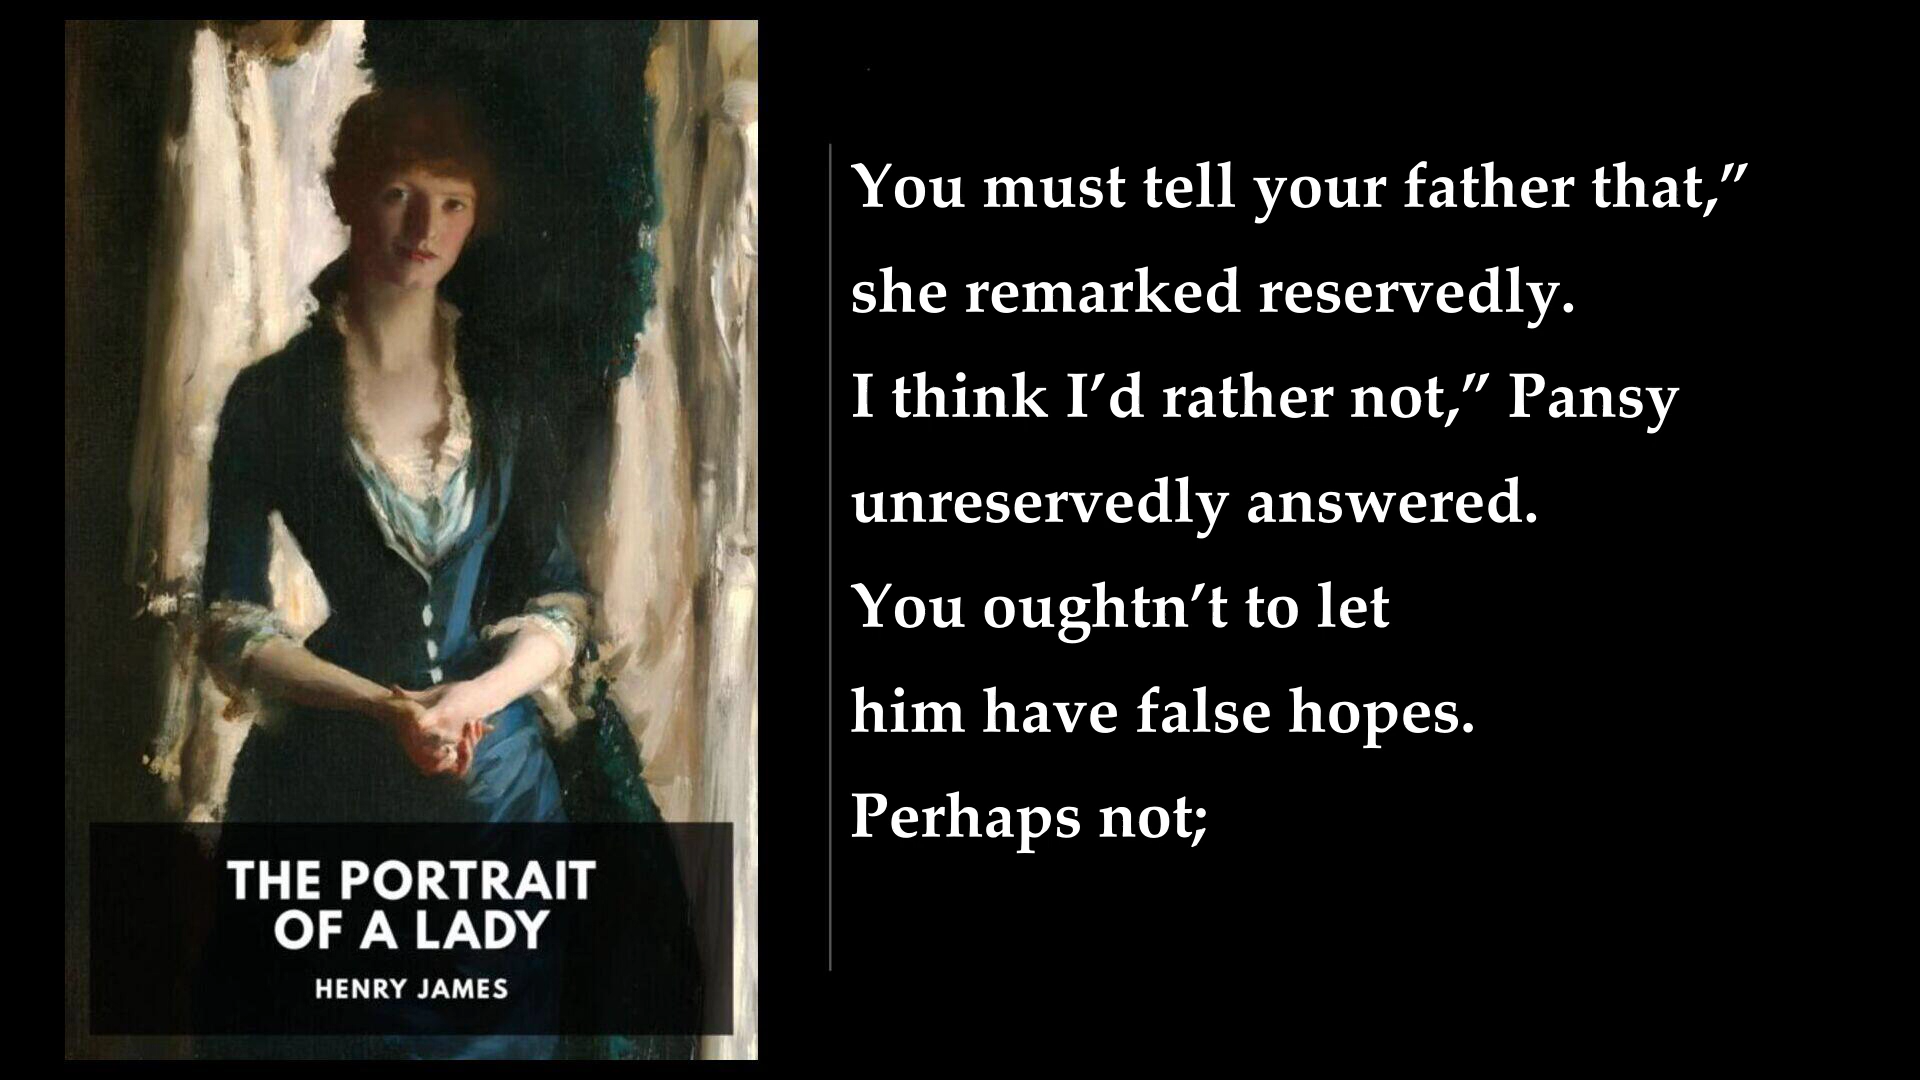 THE PORTRAIT
OF A LADY
HENRY JAMES
You must tell your father that,”
she remarked reservedly.
I think I’d rather not,” Pansy
unreservedly answered.
You oughtn’t to let
him have false hopes.
Perhaps not;